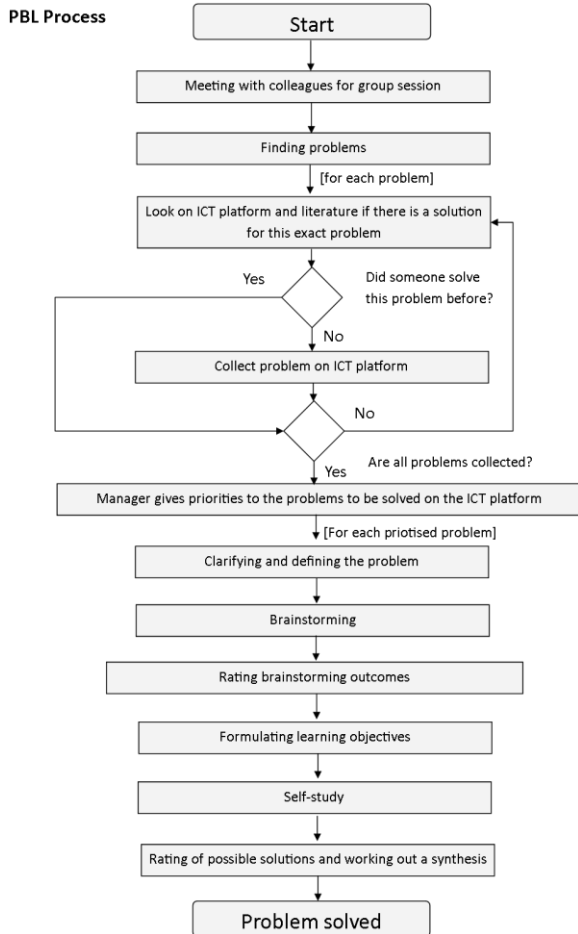 PBL Process
Start
Meeting with colleagues for group session
Finding problems
[for each problem]
Look on ICT platform and literature if there is a solution
for this exact problem
Yes
Did someone solve
this problem before?
No
Collect problem on ICT platform
No
Are all problems collected?
Yes
Manager gives priorities to the problems to be solved on the ICT platform
[For each priotised problem]
Clarifying and defining the problem
Brainstorming
Rating brainstorming outcomes
Formulating learning objectives
Self-study
Rating of possible solutions and working out a synthesis
Problem solved